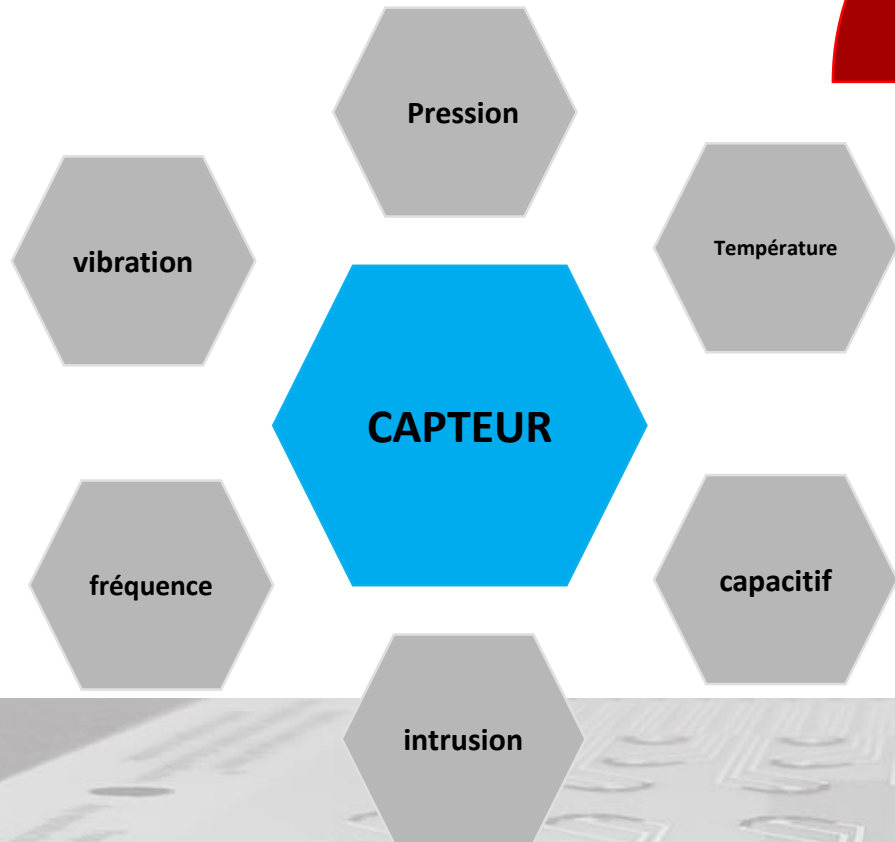 Pression
vibration
Température
CAPTEUR
fréquence
capacitif
intrusion